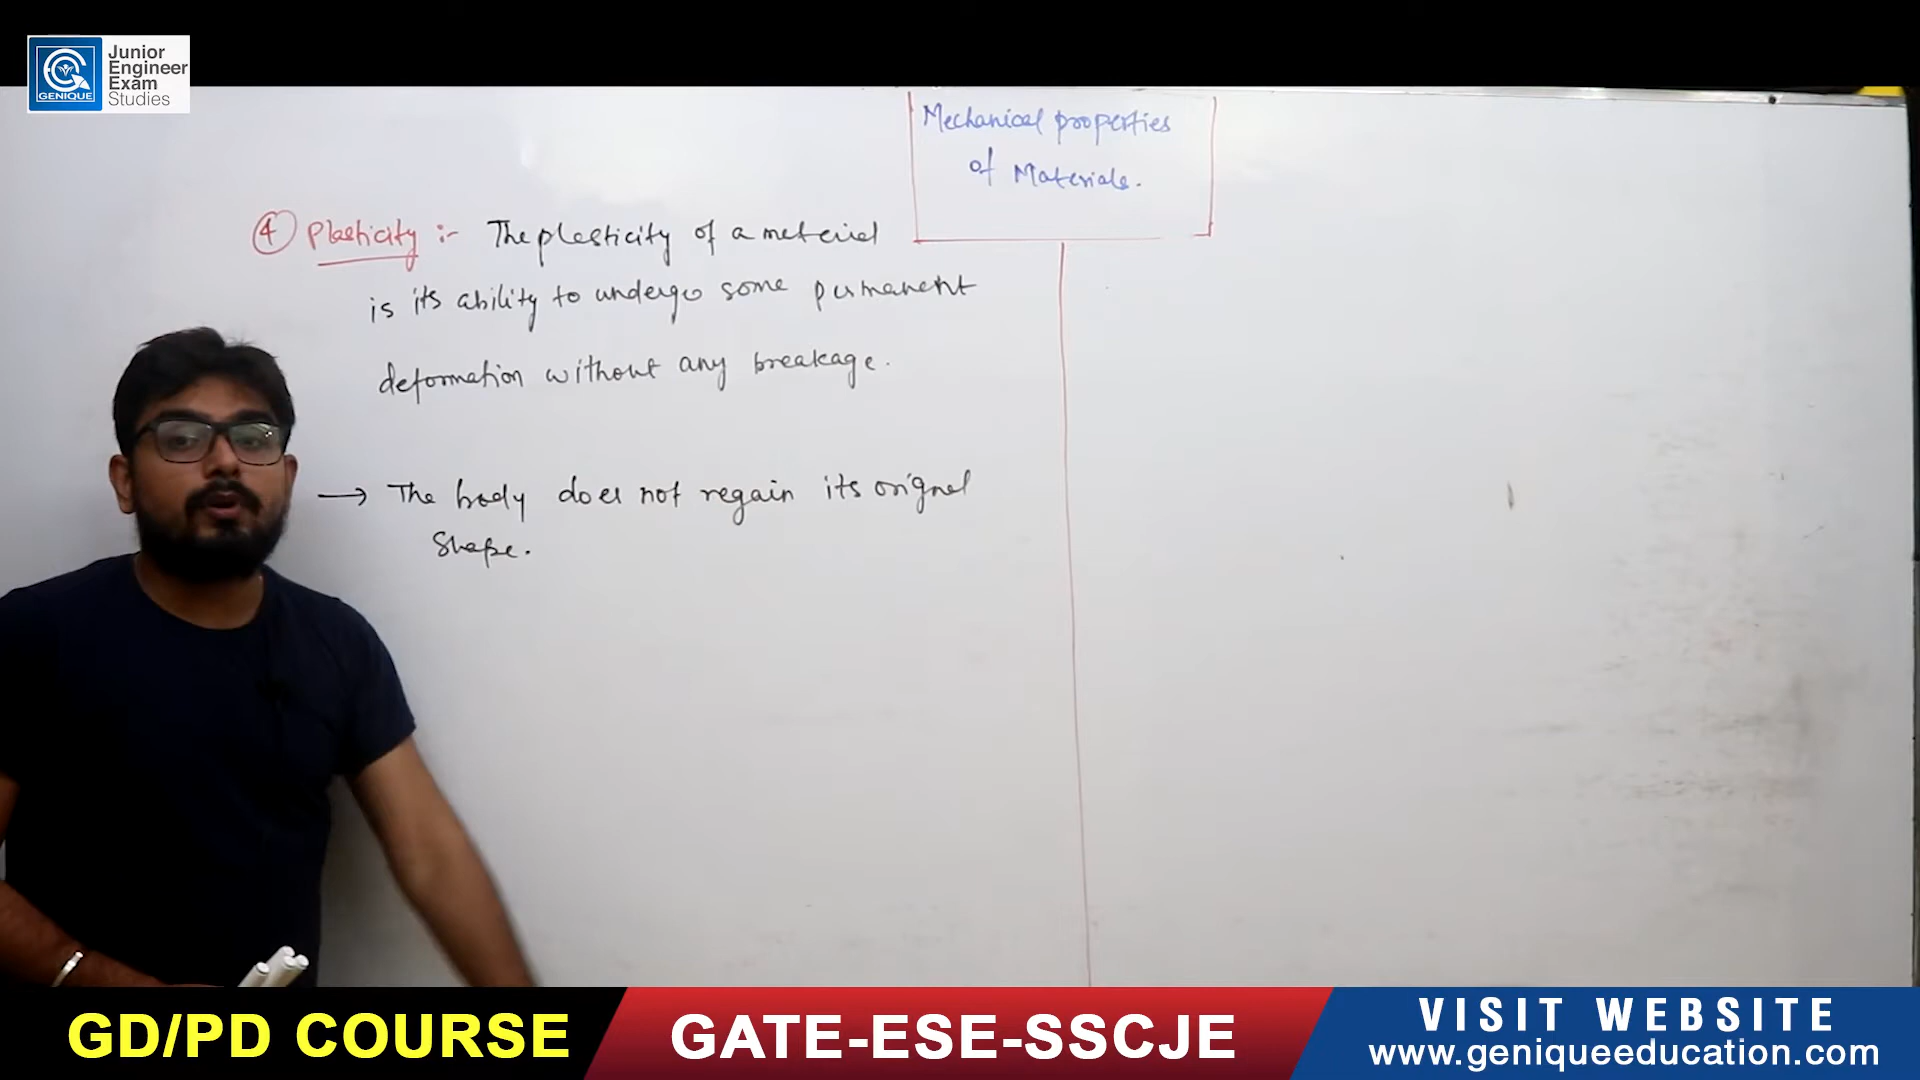 Junior
Engineer
Exam
Studies
GENIQUE
Mechanical properties
of Materials.
④ Plasticity :- The plasticity of a material
is its ability to undergo some permanent
deformation without any breakage.
→ The body does not regain its orignal
Shape.
GD/PD COURSE
GATE-ESE-SSCJE
VISIT WEBSITE
www.geniqueeducation.com